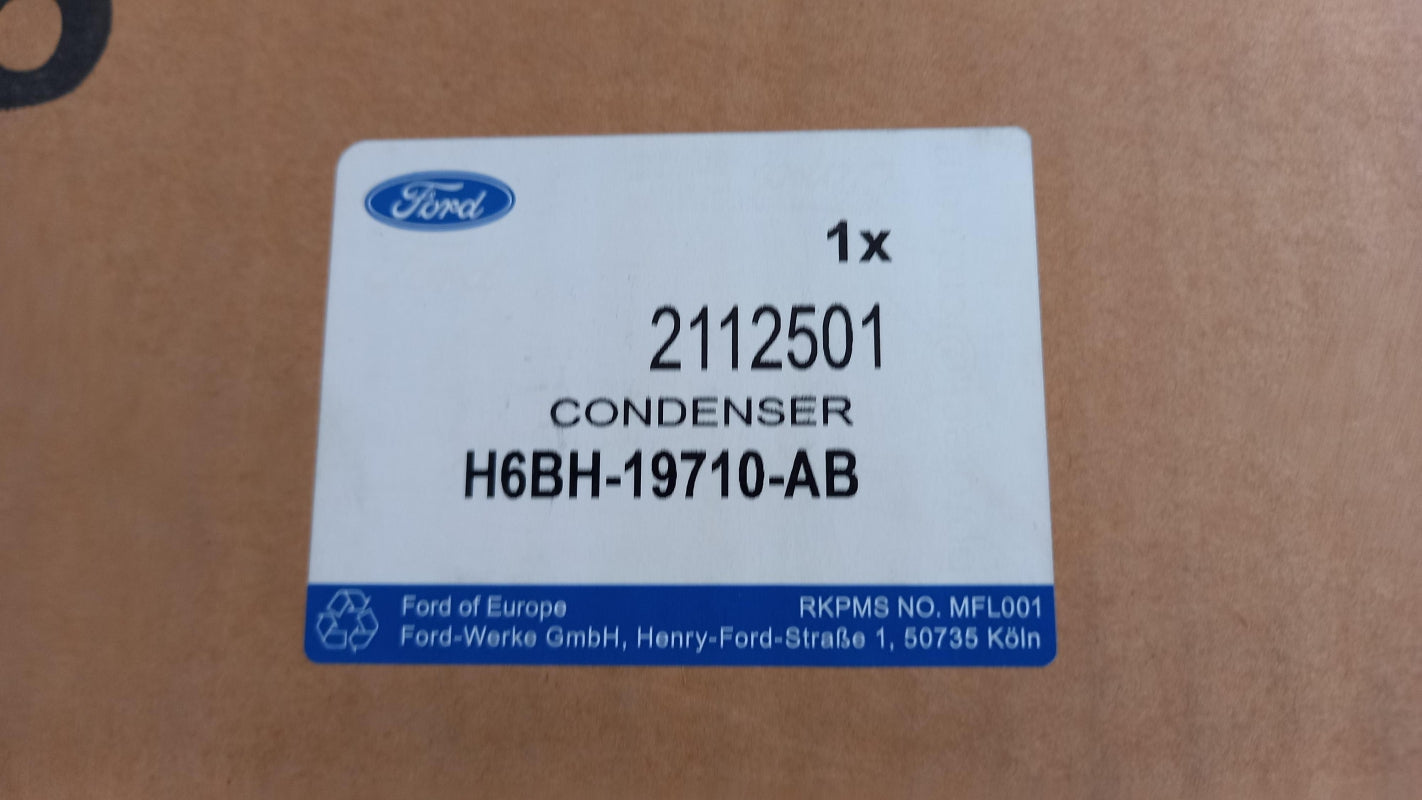 Ford
1x
2112501
CONDENSER
H6BH-19710-AB
Ford of Europe RKPMS NO. MFL001
Ford-Werke GmbH, Henry-Ford-Straße 1, 50735 Köln